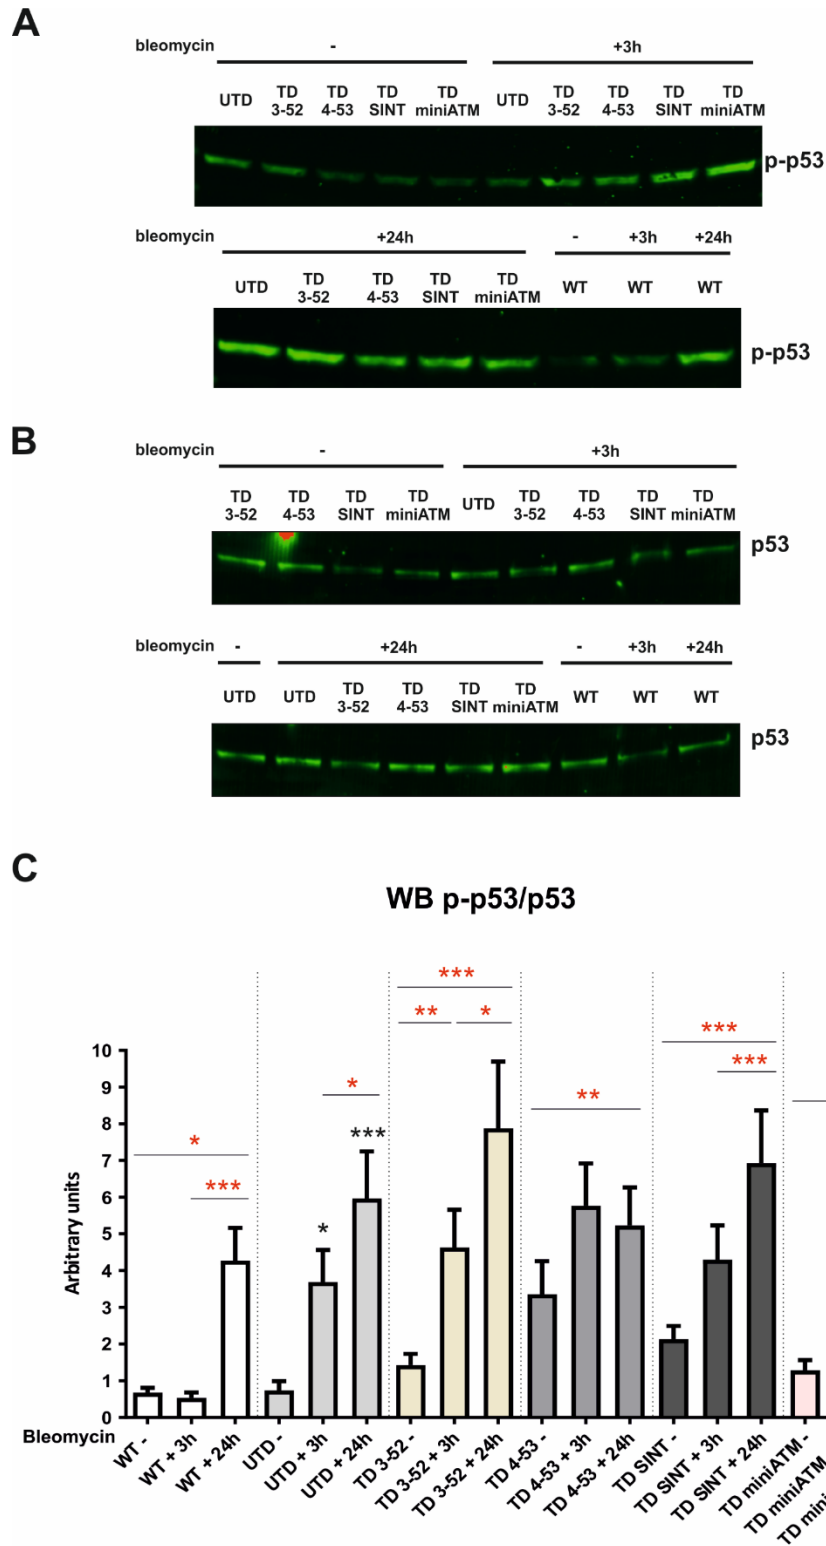 A
bleomycin - +3h
UTD TD 3-52 TD 4-53 TD SINT TD miniATM UTD TD 3-52 TD 4-53 TD SINT TD miniATM
p-p53
bleomycin +24h - +3h +24h
UTD TD 3-52 TD 4-53 TD SINT TD miniATM WT WT WT
p-p53
B
bleomycin - +3h
TD 3-52 TD 4-53 TD SINT TD miniATM UTD TD 3-52 TD 4-53 TD SINT TD miniATM
p53
bleomycin - +24h - +3h +24h
UTD UTD TD 3-52 TD 4-53 TD SINT TD miniATM WT WT WT
p53
C
WB p-p53/p53
*** 
** *
*** 
***
*
**
*
***
***
*
Arbitrary units
10
9
8
7
6
5
4
3
2
1
0
Bleomycin
WT -
WT + 3h
WT + 24h
UTD -
UTD + 3h
UTD + 24h
TD 3-52 -
TD 3-52 + 3h
TD 3-52 + 24h
TD 4-53 -
TD 4-53 + 3h
TD 4-53 + 24h
TD SINT -
TD SINT + 3h
TD SINT + 24h
TD miniATM -
TD miniATM
TD mini